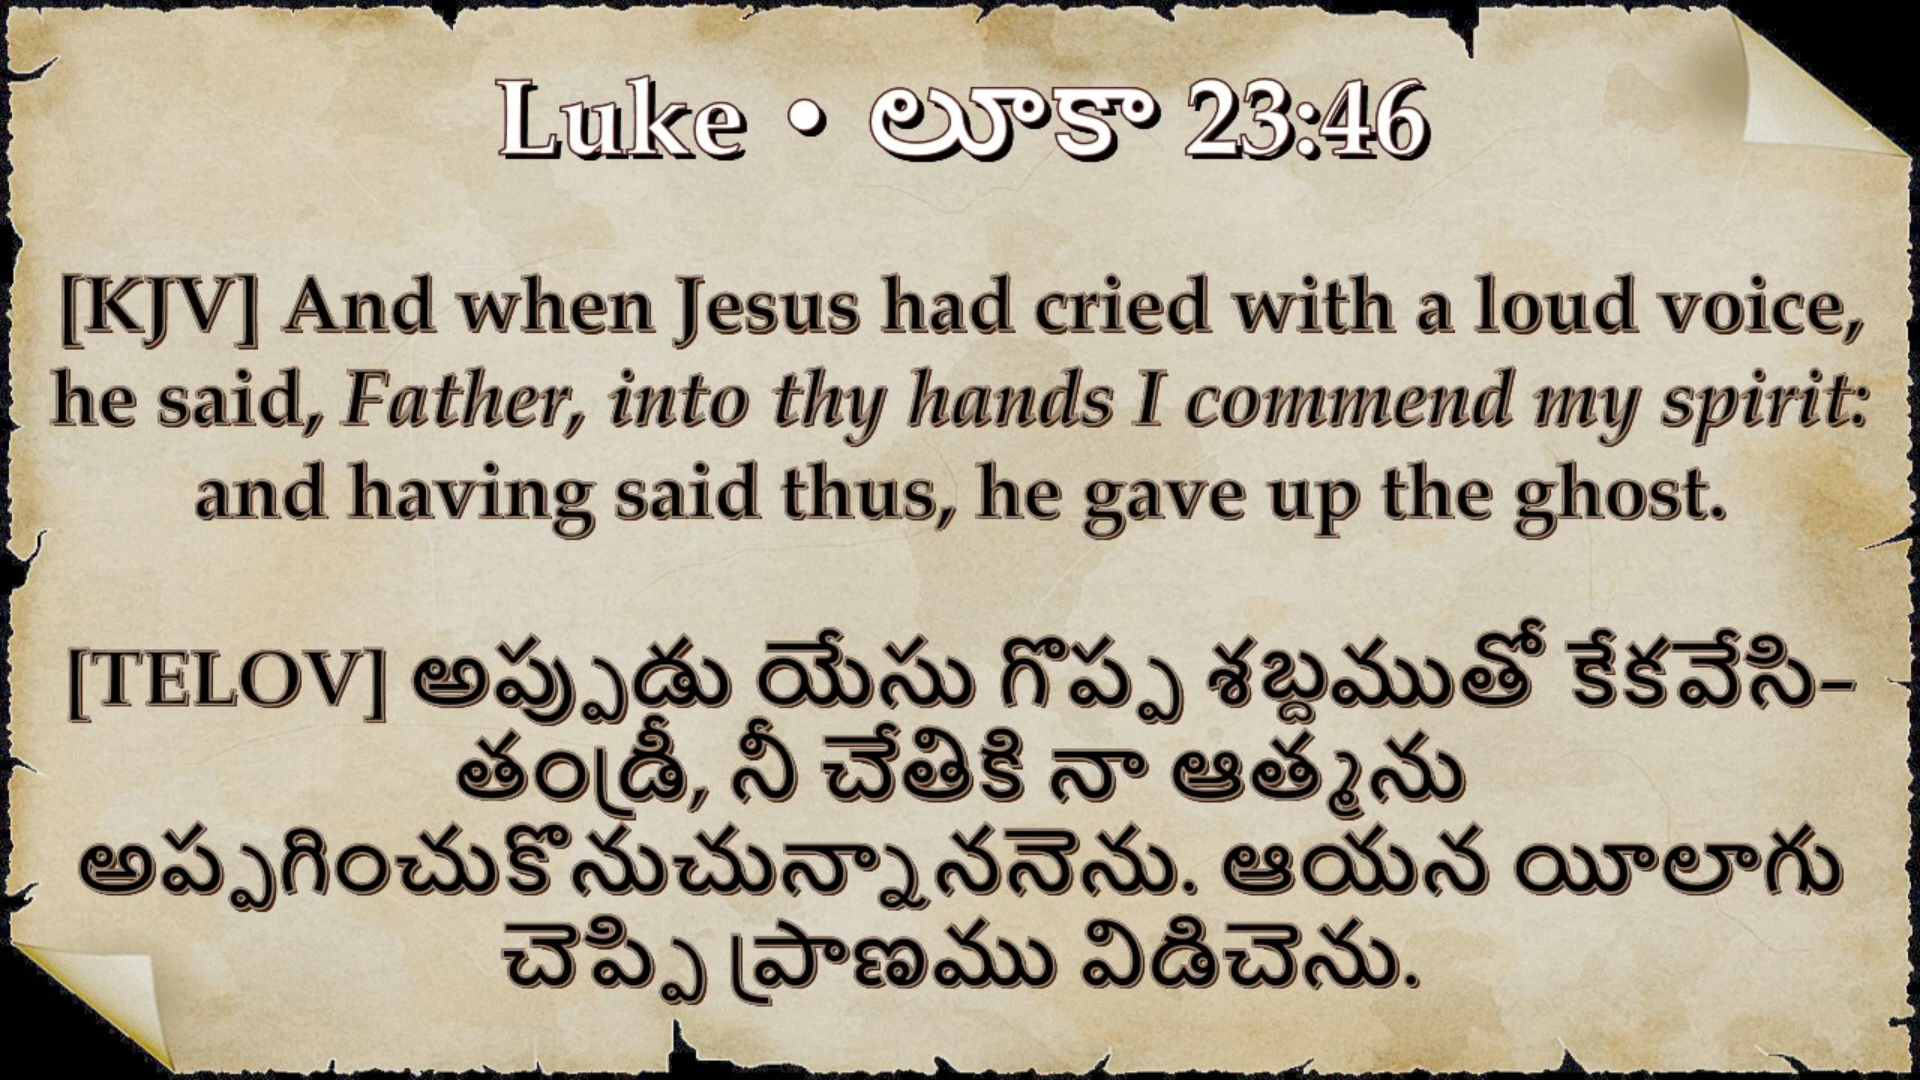 Luke • లూకా 23:46
[KJV] And when Jesus had cried with a loud voice,
he said, Father, into thy hands I commend my spirit:
and having said thus, he gave up the ghost.
[TELOV] అప్పుడు యేసు గొప్ప శబ్దముతో కేకవేసి–
తండ్రీ, నీ చేతికి నా ఆత్మను
అప్పగించుకొనుచున్నాననెను. ఆయన యీలాగు
చెప్పి ప్రాణము విడిచెను.